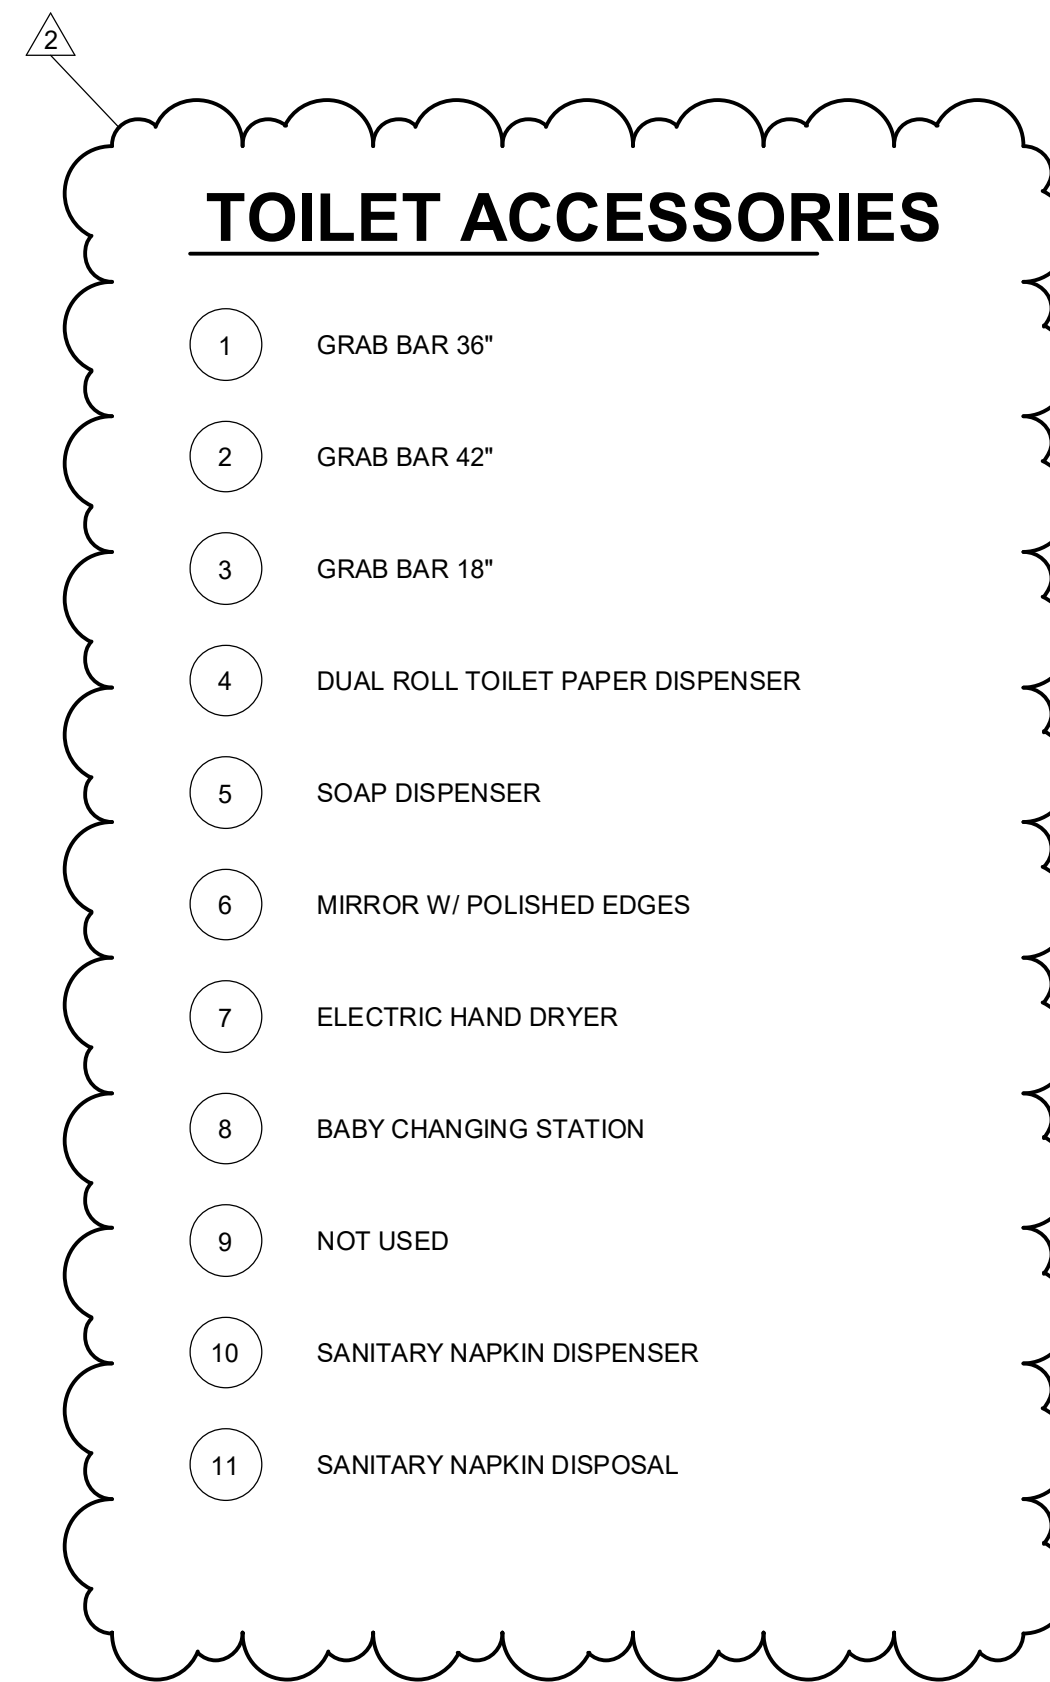 2
TOILET ACCESSORIES
1 GRAB BAR 36"
2 GRAB BAR 42"
3 GRAB BAR 18"
4 DUAL ROLL TOILET PAPER DISPENSER
5 SOAP DISPENSER
6 MIRROR W/ POLISHED EDGES
7 ELECTRIC HAND DRYER
8 BABY CHANGING STATION
9 NOT USED
10 SANITARY NAPKIN DISPENSER
11 SANITARY NAPKIN DISPOSAL